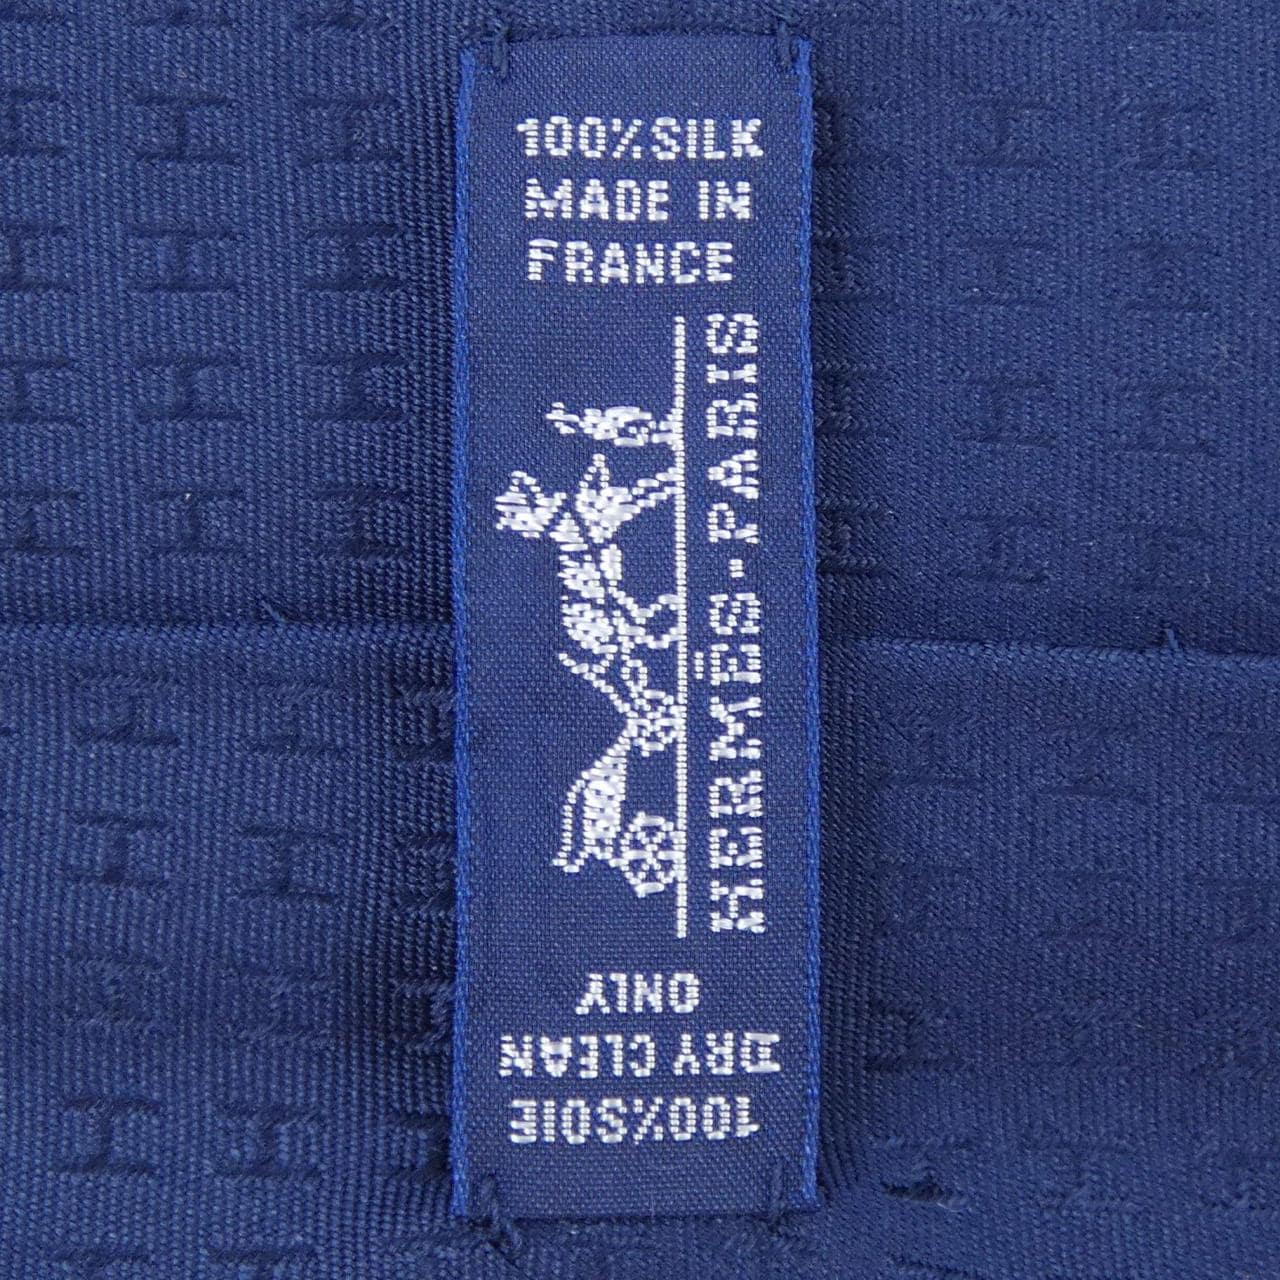 100% SILK
MADE IN
FRANCE
HERMÈS-PARIS
100% SOIE
DRY CLEAN
ONLY